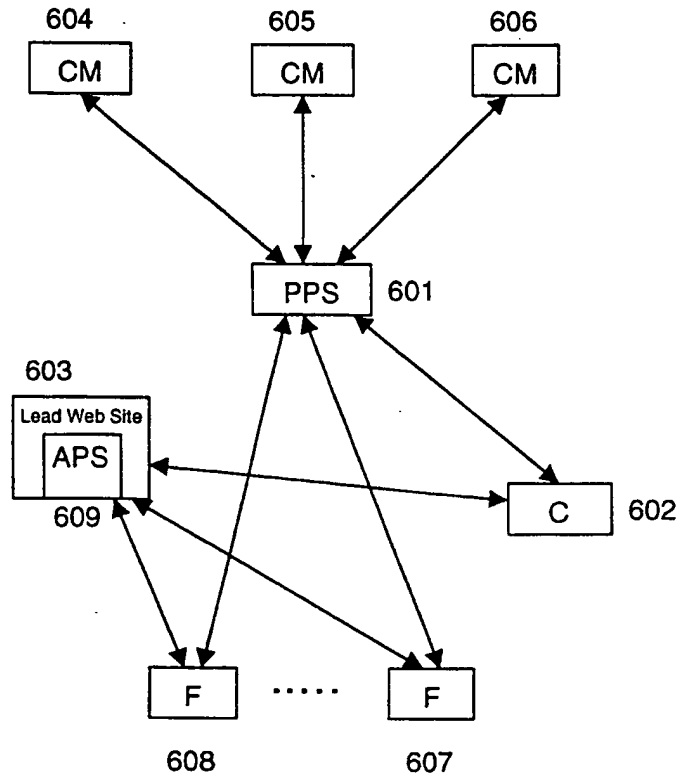 604 605 606
CM CM CM
PPS 601
603
Lead Web Site
APS
609
C 602
F ..... F
608 607